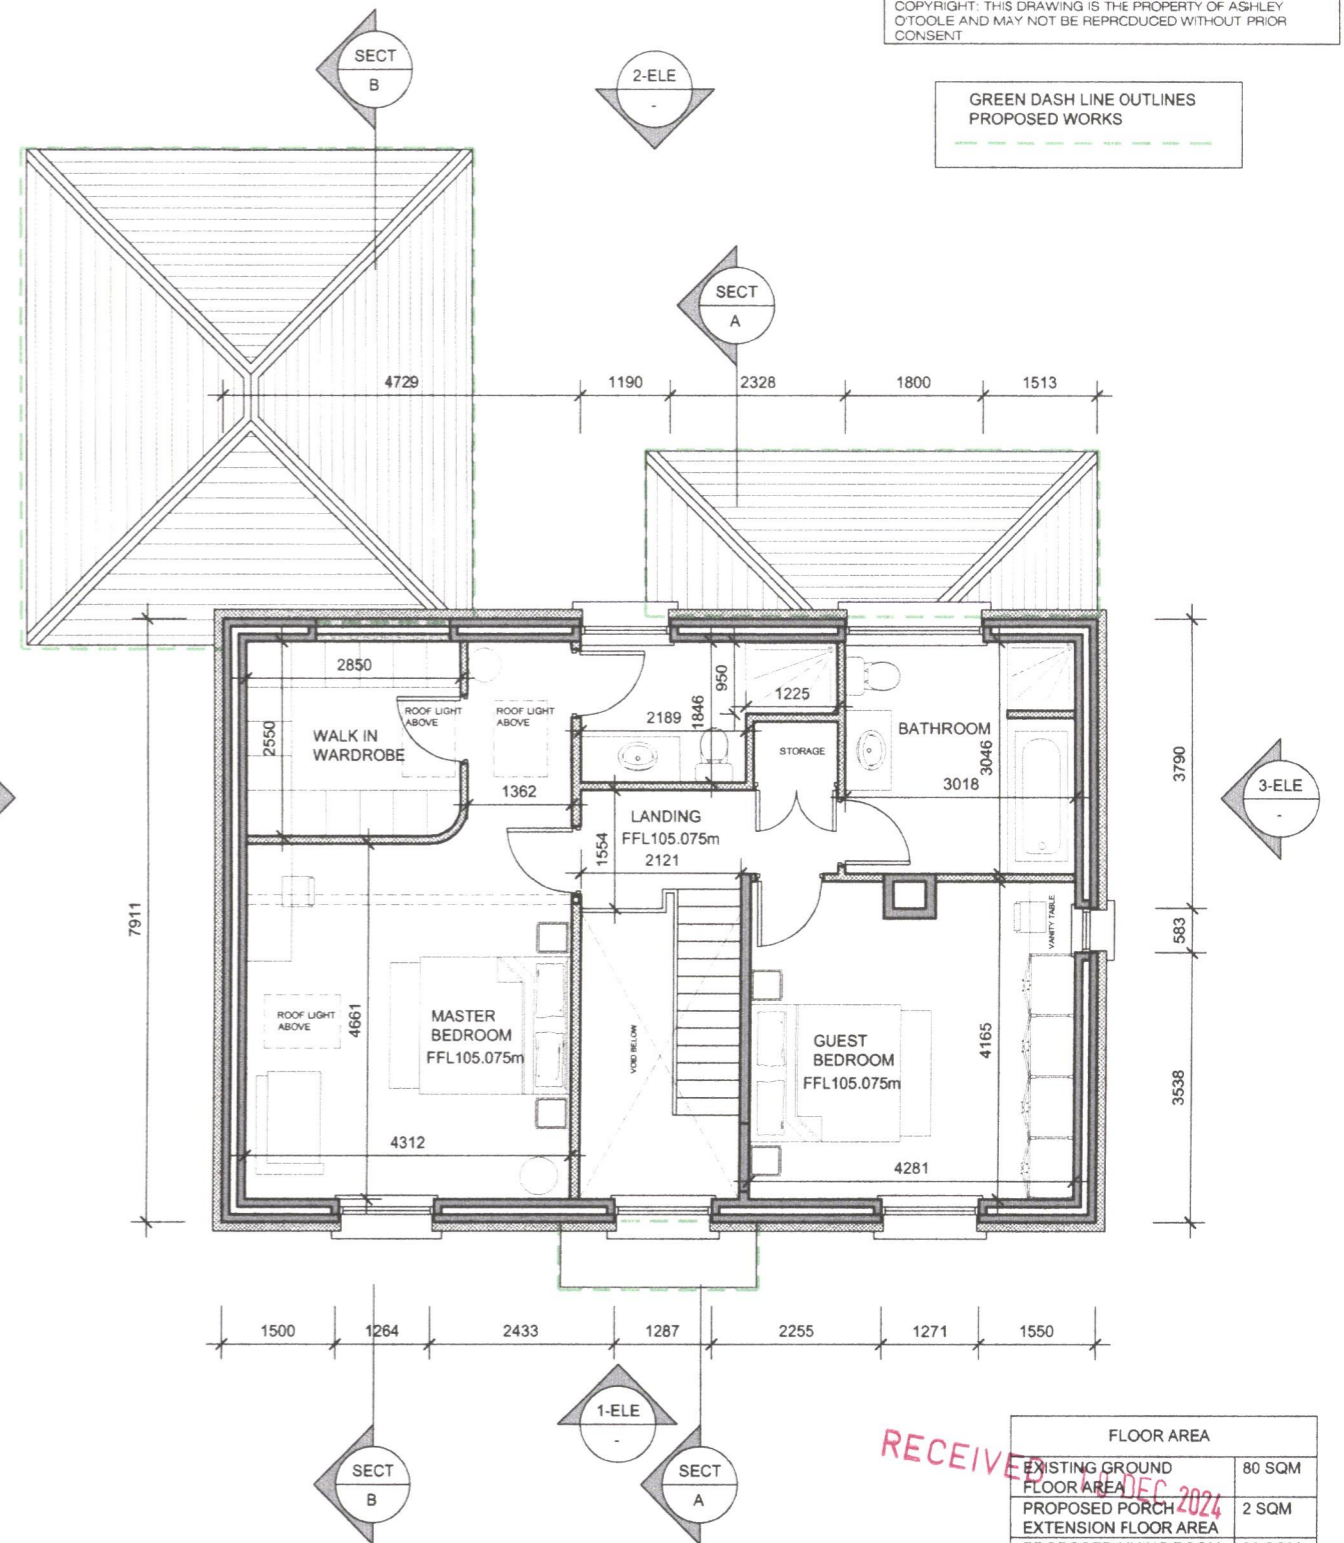 COPYRIGHT: THIS DRAWING IS THE PROPERTY OF ASHLEY
O'TOOLE AND MAY NOT BE REPRODUCED WITHOUT PRIOR
CONSENT
GREEN DASH LINE OUTLINES
PROPOSED WORKS
SECT
B
2-ELE
-
SECT
A
4729
1190
2328
1800
1513
2850
2550
WALK IN
WARDROBE
ROOF LIGHT
ABOVE
ROOF LIGHT
ABOVE
1362
2189
1846
950
1225
STORAGE
BATHROOM
3046
3018
3790
3-ELE
-
LANDING
FFL105.075m
1554
2121
7911
583
VANITY TABLE
ROOF LIGHT
ABOVE
4661
MASTER
BEDROOM
FFL105.075m
VOID BELOW
GUEST
BEDROOM
FFL105.075m
4165
3538
4312
4281
1500
1264
2433
1287
2255
1271
1550
1-ELE
-
SECT
B
SECT
A
RECEIVED
DEC 2024
FLOOR AREA
EXISTING GROUND
FLOOR AREA
80 SQM
PROPOSED PORCH
EXTENSION FLOOR AREA
2 SQM